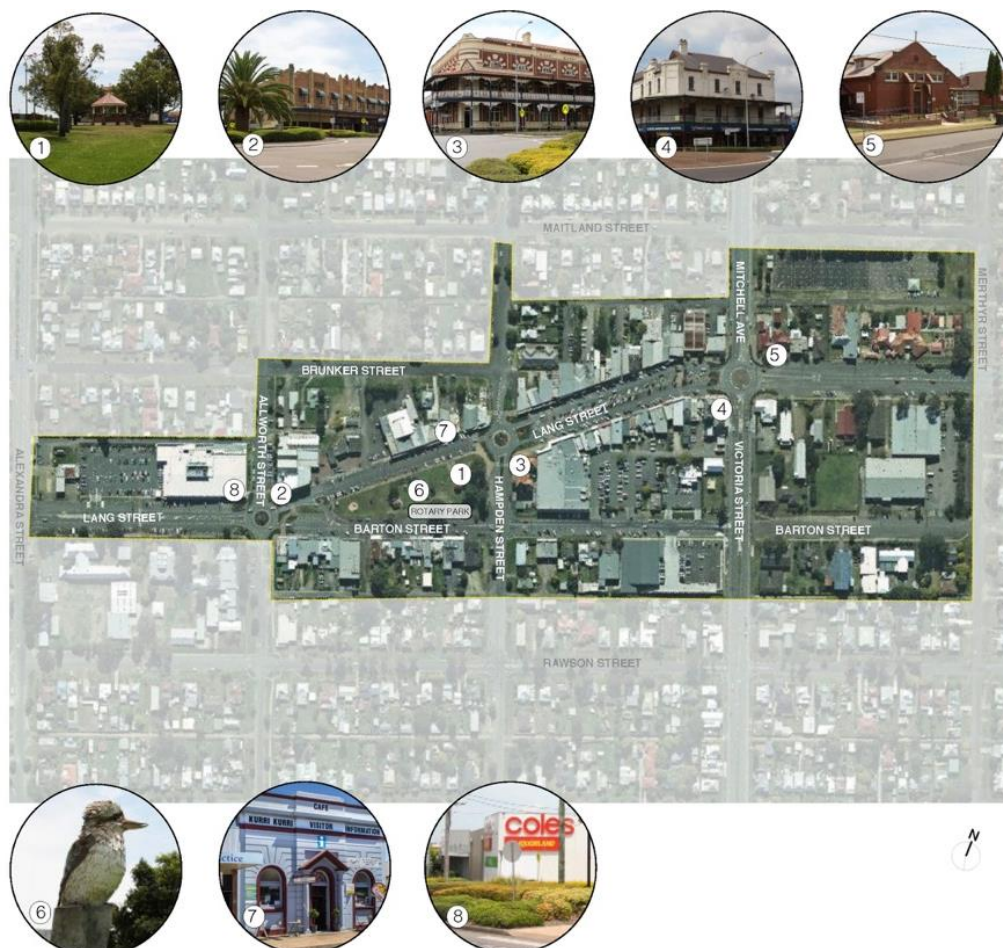 1
2
3
4
5
MAITLAND STREET
MITCHELL AVE
MERTHYR STREET
5
BRUNKER STREET
ALLWORTH STREET
LANG STREET
4
7
ALEXANDRA STREET
1
3
VICTORIA STREET
8
2
6
ROTARY PARK
HAMPDEN STREET
LANG STREET
BARTON STREET
BARTON STREET
RAWSON STREET
CAFE
KURRI KURRI VISITOR INFORMATION
i
coles
N
6
7
8